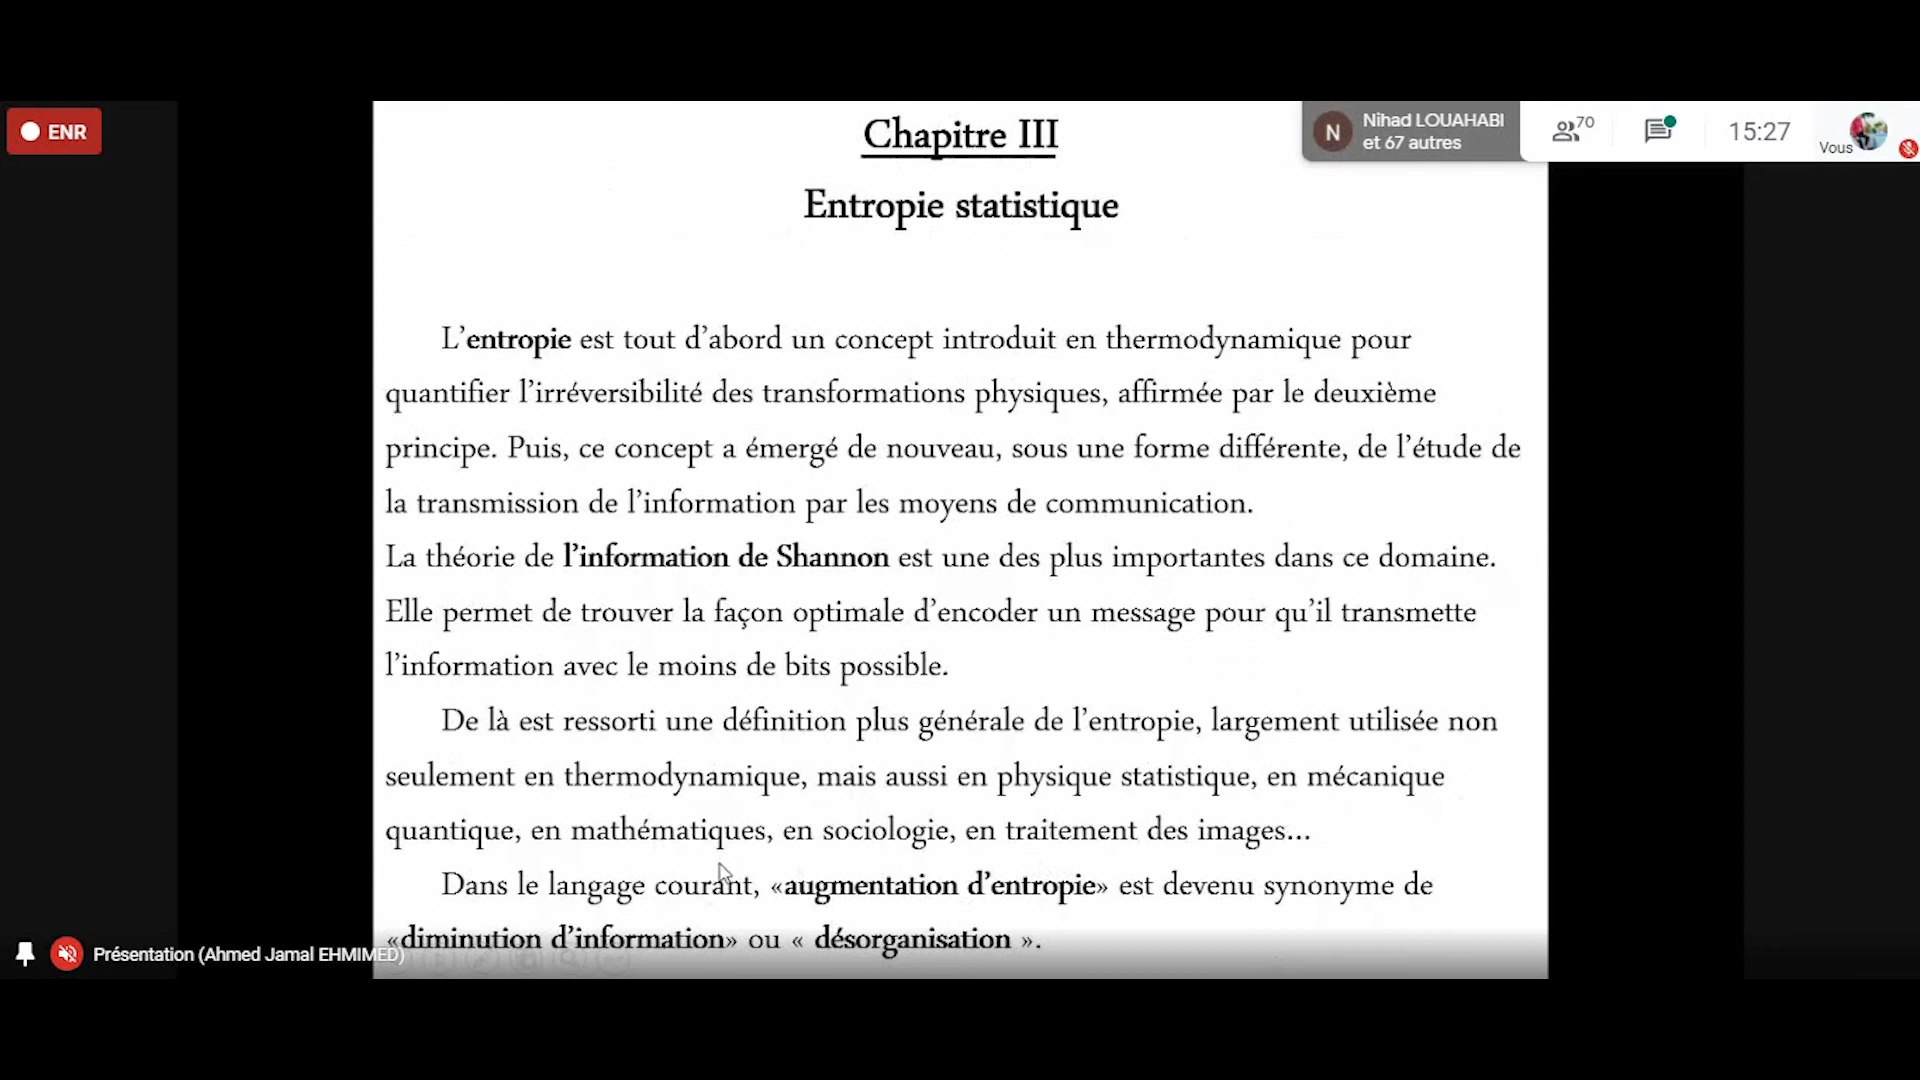 ENR
Chapitre III
Nihad LOUAHABI
et 67 autres
N
70
15:27
Vous
Entropie statistique
L’entropie est tout d’abord un concept introduit en thermodynamique pour
quantifier l’irréversibilité des transformations physiques, affirmée par le deuxième
principe. Puis, ce concept a émergé de nouveau, sous une forme différente, de l’étude de
la transmission de l’information par les moyens de communication.
La théorie de l’information de Shannon est une des plus importantes dans ce domaine.
Elle permet de trouver la façon optimale d’encoder un message pour qu’il transmette
l’information avec le moins de bits possible.
De là est ressorti une définition plus générale de l’entropie, largement utilisée non
seulement en thermodynamique, mais aussi en physique statistique, en mécanique
quantique, en mathématiques, en sociologie, en traitement des images...
Dans le langage courant, «augmentation d’entropie» est devenu synonyme de
«diminution d’information» ou « désorganisation ».
Présentation (Ahmed Jamal EHMIMED)